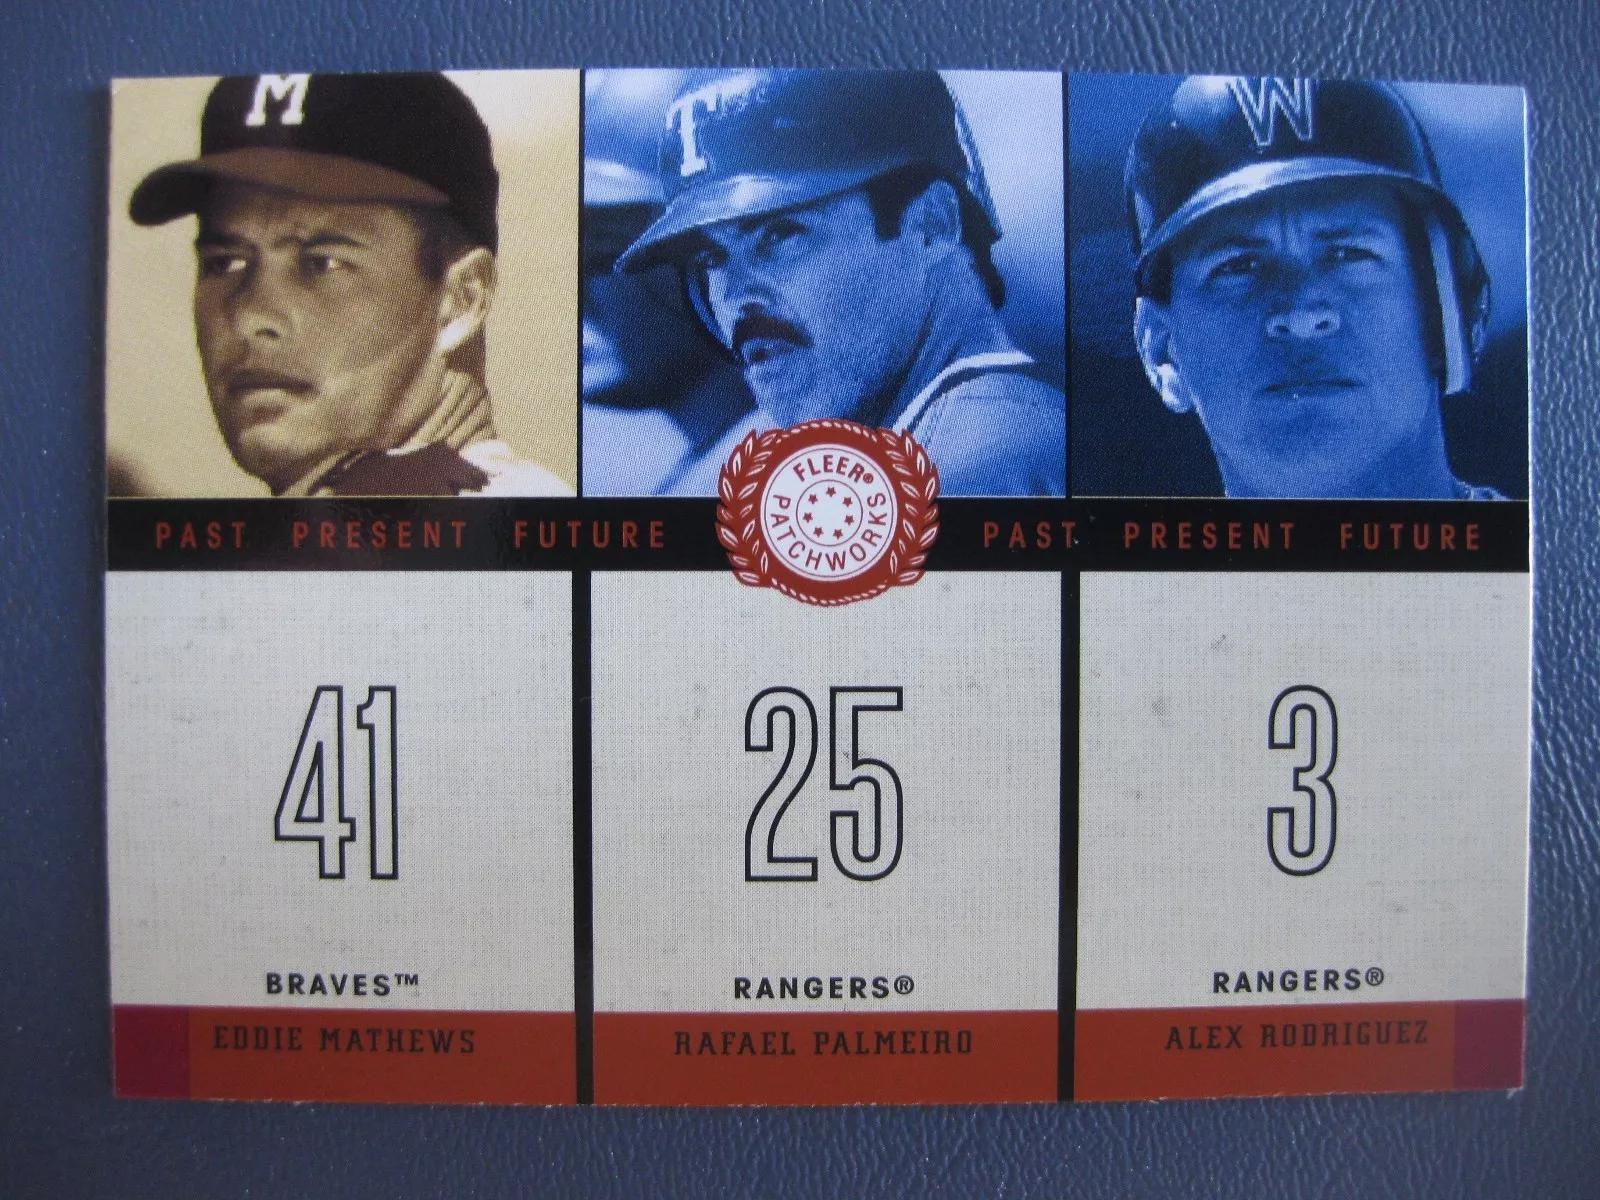 M
T
W
PAST PRESENT FUTURE
FLEER®
PATCHWORKS
PAST PRESENT FUTURE
41
25
3
BRAVES™
RANGERS®
RANGERS®
EDDIE MATHEWS
RAFAEL PALMEIRO
ALEX RODRIGUEZ